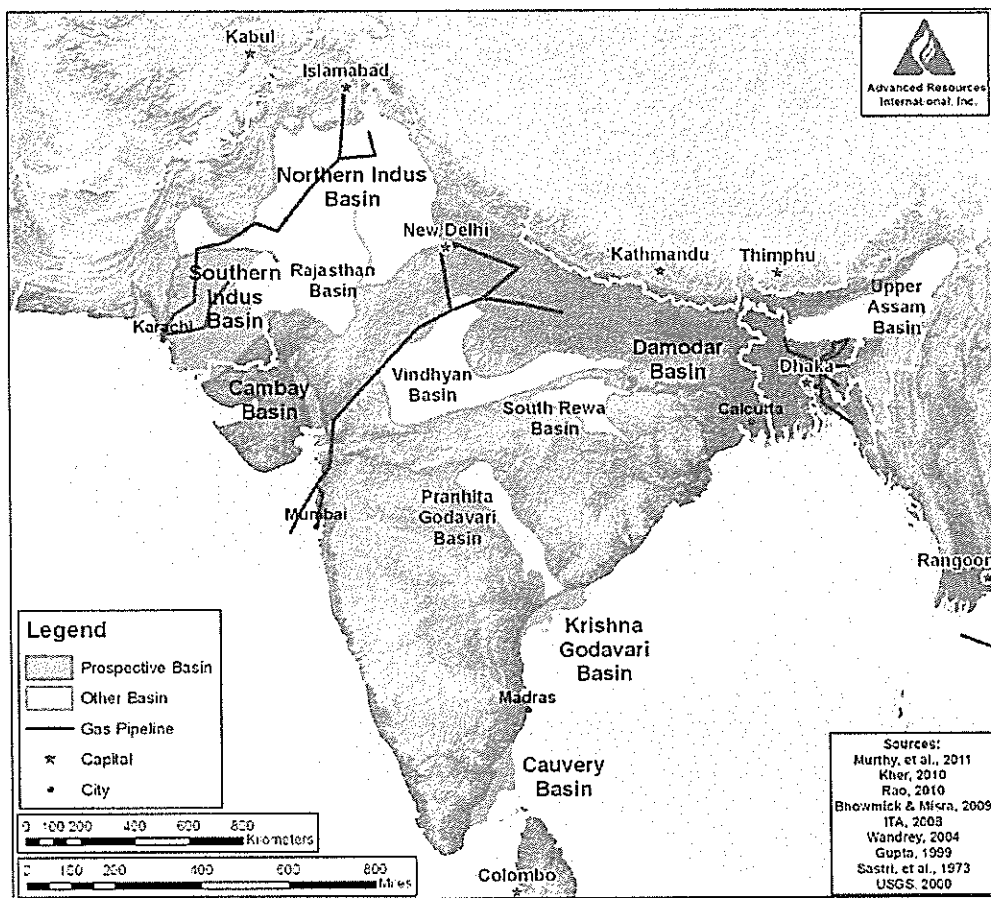 Kabul
Islamabad
Advanced Resources
International, Inc.
Northern Indus
Basin
New Delhi
Kathmandu
Thimphu
Southern
Indus
Basin
Rajasthan
Basin
Upper
Assam
Basin
Karachi
Damodar
Basin
Dhaka
Cambay
Basin
Vindhyan
Basin
South Rewa
Basin
Calcutta
Pranhita
Godavari
Basin
Mumbai
Rangoon
Krishna
Godavari
Basin
Madras
Cauvery
Basin
Colombo
Legend
Prospective Basin
Other Basin
Gas Pipeline
Capital
City
0 100 200 400 600 800
Kilometers
0 100 200 400 600 800
Miles
Sources:
Murthy, et al., 2011
Kher, 2010
Rao, 2010
Bhowmick & Misra, 2009
ITA, 2008
Wandrey, 2004
Gupta, 1999
Sastri, et al., 1973
USGS, 2000